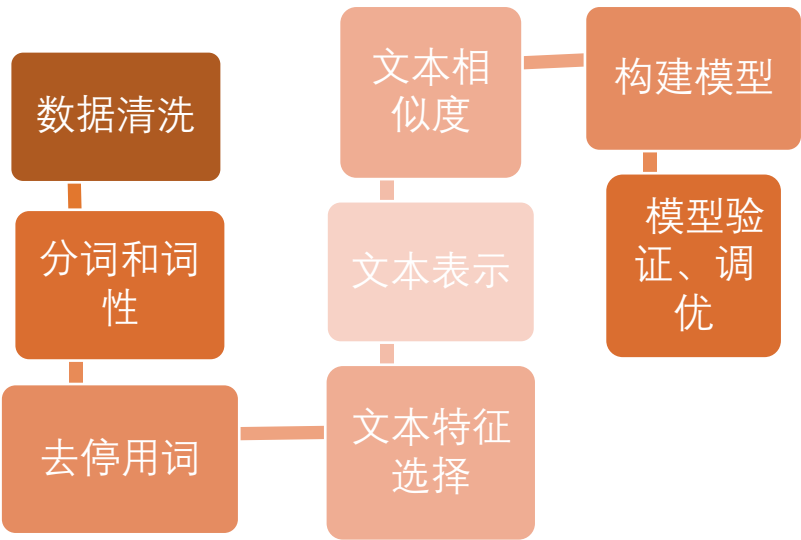 数据清洗
分词和词
性
去停用词
文本特征
选择
文本表示
文本相
似度
构建模型
模型验
证、调
优